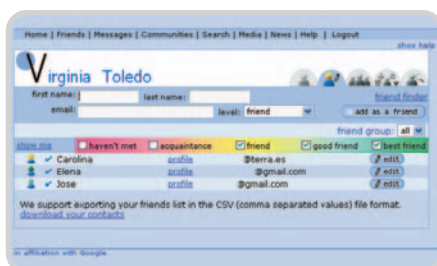 Home | Friends | Messages | Communities | Search | Media | News | Help | Logout
show help
Virginia Toledo
first name: last name: friend finder
email: level: friend add as a friend
friend group: all
show me haven't met acquaintance friend good friend best friend
Carolina profile @terra.es edit
Elena profile @gmail.com edit
Jose profile @gmail.com edit
We support exporting your friends list in the CSV (comma separated values) file format.
download your contacts
in affiliation with Google